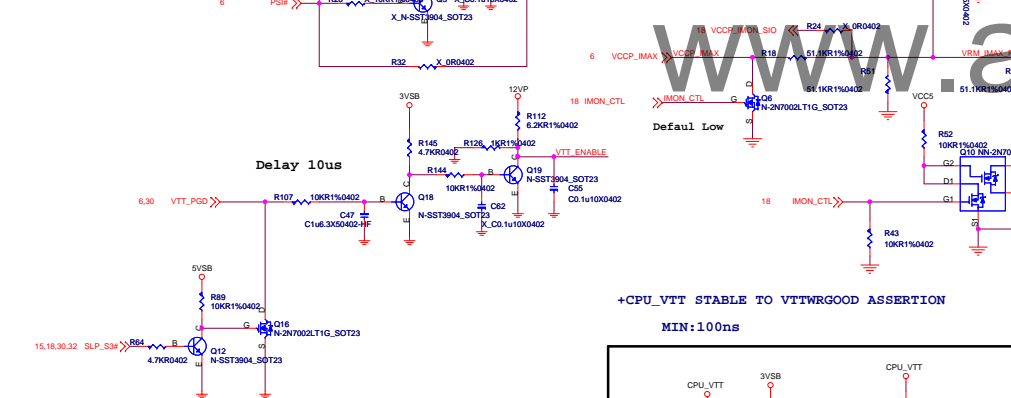 6 PSI#
X_N-SST3904_SOT23
R32 X_0R0402
18 VCCP_IMON_SIO R24 X_0R0402
6 VCCP_IMAX VCCP_IMAX R18 51.1KR1%0402
R51
51.1KR1%0402
VRM_IMAX
www.a
D
G
S
Q6
N-2N7002LT1G_SOT23
18 IMON_CTL IMON_CTL
Defaul Low
3VSB
12VP
R112
6.2KR1%0402
R145
4.7KR0402
R126 1KR1%0402
VTT_ENABLE
Delay 10us
R144
10KR1%0402
B
C
E
Q19
N-SST3904_SOT23
C55
C0.1u10X0402
C62
X_C0.1u10X0402
6,30 VTT_PGD
R107 10KR1%0402
C47
C1u6.3X50402-HF
B
C
E
Q18
N-SST3904_SOT23
VCC5
R52
10KR1%0402
Q10 NN-2N70
G2
D1
G1
S1
18 IMON_CTL
R43
10KR1%0402
5VSB
R89
10KR1%0402
D
G
S
Q16
N-2N7002LT1G_SOT23
15,18,30,32 SLP_S3# R64
4.7KR0402
B
C
E
Q12
N-SST3904_SOT23
+CPU_VTT STABLE TO VTTWRGOOD ASSERTION
MIN:100ns
CPU_VTT
3VSB
CPU_VTT